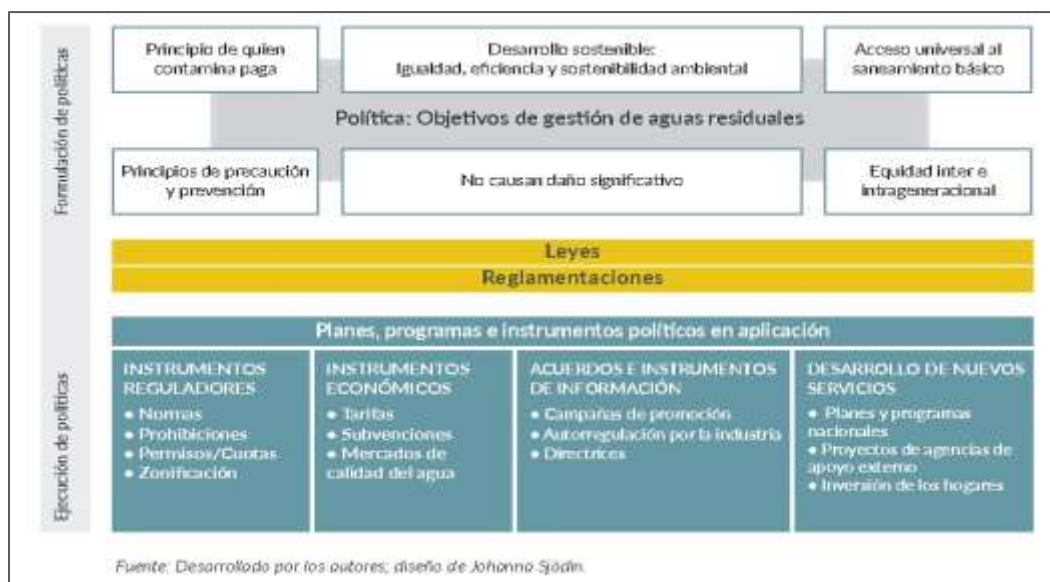 Formulación de políticas
Principio de quien
contamina paga
Desarrollo sostenible:
Igualdad, eficiencia y sostenibilidad ambiental
Acceso universal al
saneamiento básico
Política: Objetivos de gestión de aguas residuales
Principios de precaución
y prevención
No causan daño significativo
Equidad inter e
intrageneracional
Leyes
Reglamentaciones
Ejecución de políticas
Planes, programas e instrumentos políticos en aplicación
INSTRUMENTOS
REGULADORES
● Normas
● Prohibiciones
● Permisos/Cuotas
● Zonificación
INSTRUMENTOS
ECONÓMICOS
● Tarifas
● Subvenciones
● Mercados de
calidad del agua
ACUERDOS E INSTRUMENTOS
DE INFORMACIÓN
● Campañas de promoción
● Autorregulación por la industria
● Directrices
DESARROLLO DE NUEVOS
SERVICIOS
● Planes y programas
nacionales
● Proyectos de agencias de
apoyo externo
● Inversión de los hogares
Fuente: Desarrollado por los autores; diseño de Johanna Sjödin.